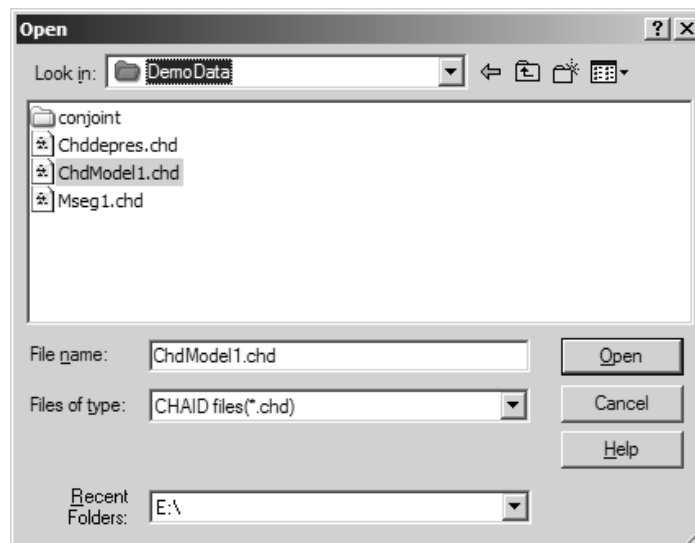 Open
Look in: DemoData
conjoint
Chddepres.chd
ChdModel1.chd
Mseg1.chd
File name: ChdModel1.chd Open
Files of type: CHAID files(*.chd) Cancel
Help
Recent Folders: E:\